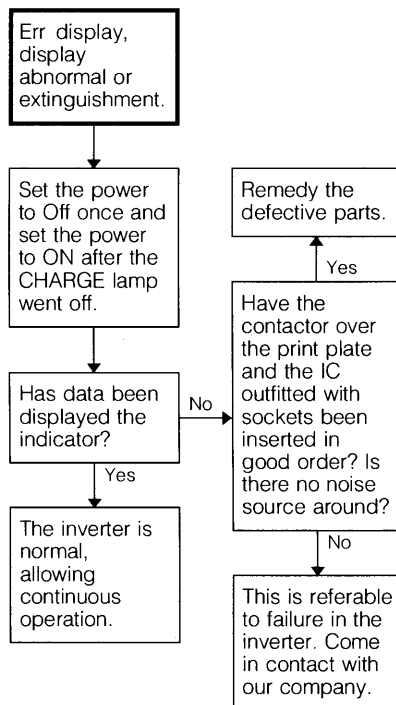 Err display,
display
abnormal or
extinguishment.
Set the power
to Off once and
set the power
to ON after the
CHARGE lamp
went off.
Has data been
displayed the
indicator?
No
Yes
The inverter is
normal,
allowing
continuous
operation.
Remedy the
defective parts.
Yes
Have the
contactor over
the print plate
and the IC
outfitted with
sockets been
inserted in
good order? Is
there no noise
source around?
No
This is referable
to failure in the
inverter. Come
in contact with
our company.